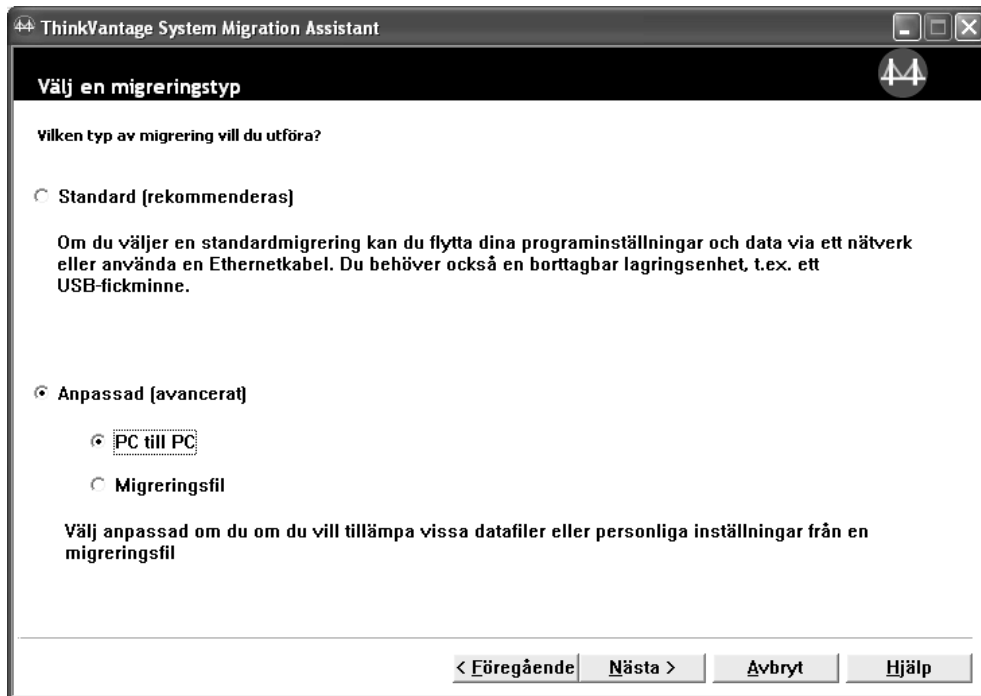 ThinkVantage System Migration Assistant
Välj en migreringstyp
Vilken typ av migrering vill du utföra?
Standard (rekommenderas)
Om du väljer en standardmigrering kan du flytta dina programinställningar och data via ett nätverk
eller använda en Ethernetkabel. Du behöver också en borttagbar lagringsenhet, t.ex. ett
USB-fickminne.
Anpassad (avancerat)
PC till PC
Migreringsfil
Välj anpassad om du om du vill tillämpa vissa datafiler eller personliga inställningar från en
migreringsfil
< Föregående Nästa > Avbryt Hjälp